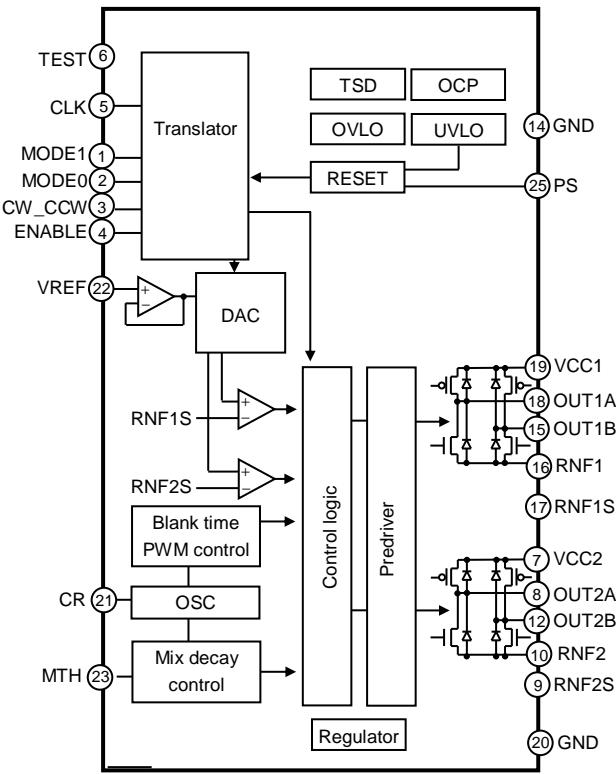 TEST 6
CLK 5
MODE1 1
MODE0 2
CW_CCW 3
ENABLE 4
VREF 22
CR 21
MTH 23
Translator
TSD
OCP
OVLO
UVLO
RESET
14 GND
25 PS
+
−
DAC
RNF1S
+
−
RNF2S
+
−
Blank time
PWM control
OSC
Mix decay
control
Control logic
Predriver
Regulator
19 VCC1
18 OUT1A
15 OUT1B
16 RNF1
17 RNF1S
7 VCC2
8 OUT2A
12 OUT2B
10 RNF2
9 RNF2S
20 GND